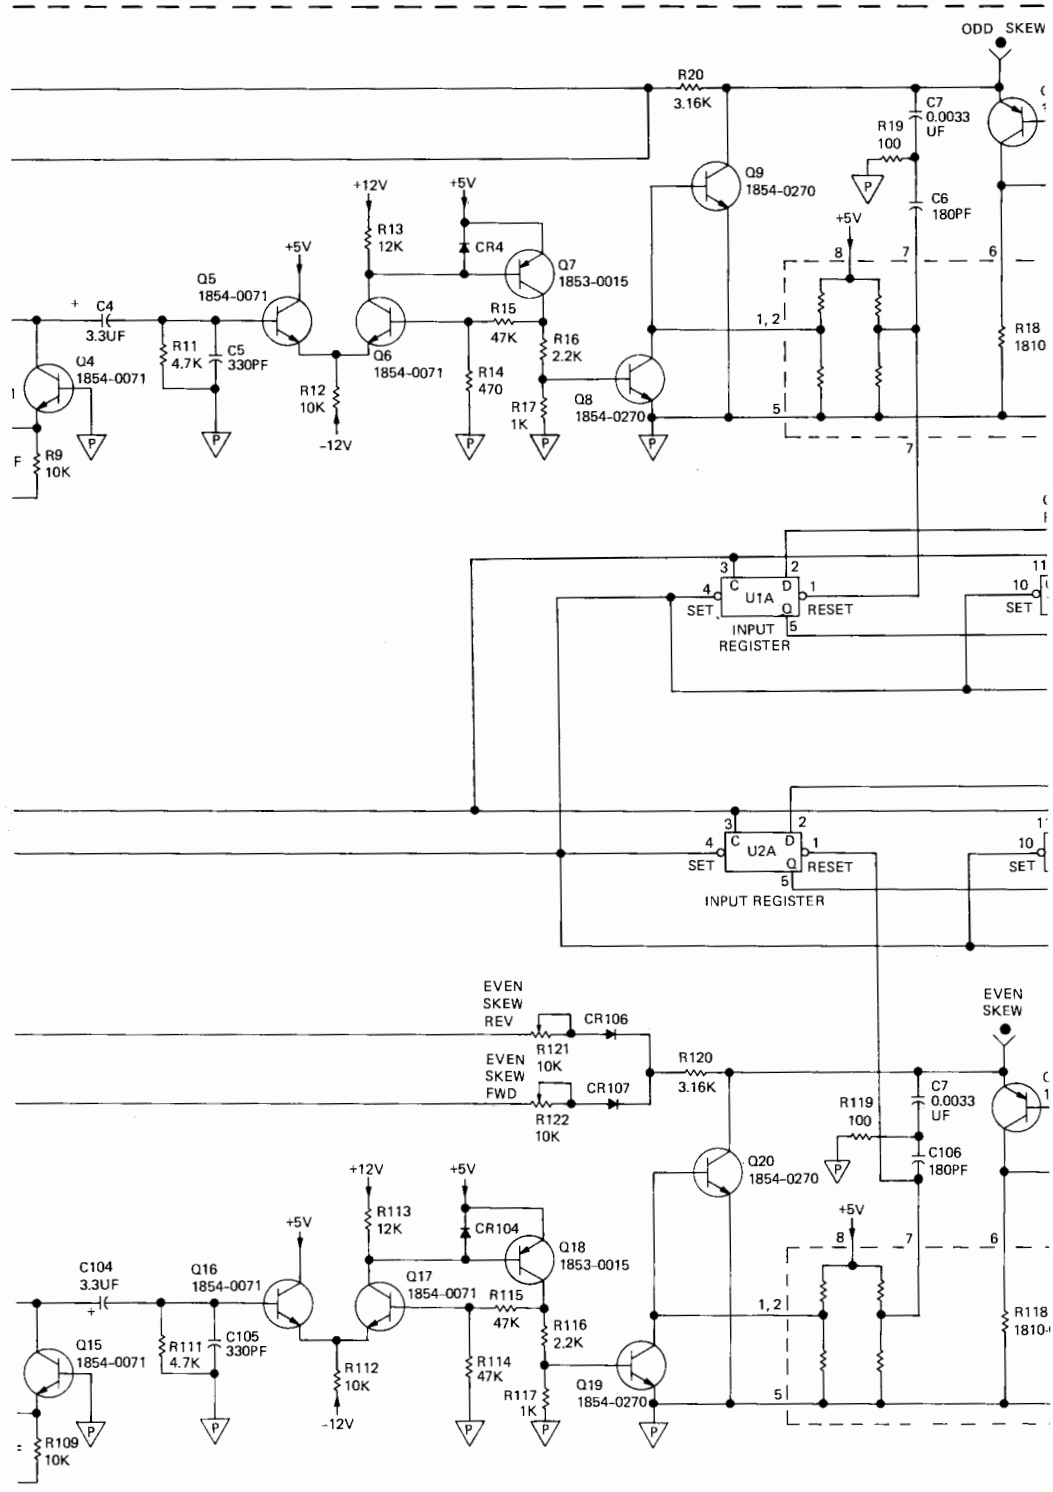 ODD SKEW
R20
3.16K
C7
0.0033
UF
R19
100
P
Q9
1854-0270
C6
180PF
+12V
+5V
R13
12K
CR4
Q7
1853-0015
+5V
+5V
8
7
6
Q5
1854-0071
+
C4
3.3UF
R11
4.7K
C5
330PF
Q6
1854-0071
R15
47K
R16
2.2K
1, 2
R18
1810
Q4
1854-0071
R12
10K
-12V
R14
470
R17
1K
Q8
1854-0270
5
P
P
P
P
P
7
F
R9
10K
1
3
2
C
D
4
SET
U1A
1
RESET
Q
5
INPUT
REGISTER
11
10
SET
3
2
C
D
4
SET
U2A
1
RESET
Q
5
INPUT REGISTER
1
10
SET
EVEN
SKEW
REV
CR106
R121
10K
EVEN
SKEW
FWD
CR107
R122
10K
EVEN
SKEW
R120
3.16K
C7
0.0033
UF
R119
100
P
C106
180PF
Q20
1854-0270
+12V
+5V
R113
12K
CR104
Q18
1853-0015
+5V
+5V
8
7
6
C104
3.3UF
+
Q16
1854-0071
Q17
1854-0071
R115
47K
R116
2.2K
1, 2
R118
1810-
R111
4.7K
C105
330PF
Q15
1854-0071
R112
10K
-12V
R114
47K
R117
1K
Q19
1854-0270
5
P
P
P
P
P
R109
10K